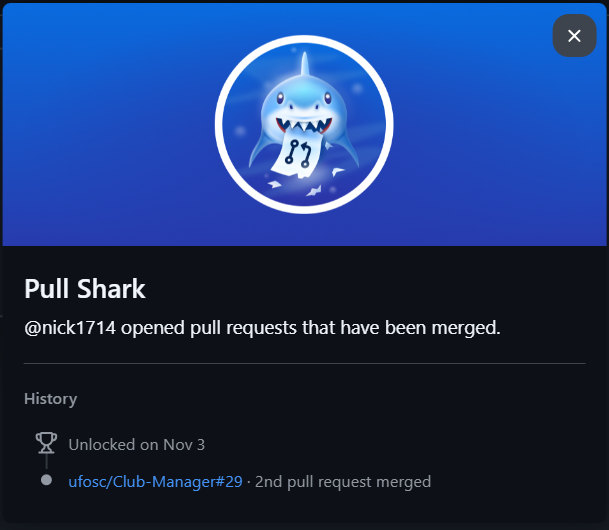 Pull Shark
@nick1714 opened pull requests that have been merged.
History
Unlocked on Nov 3
ufosc/Club-Manager#29 · 2nd pull request merged